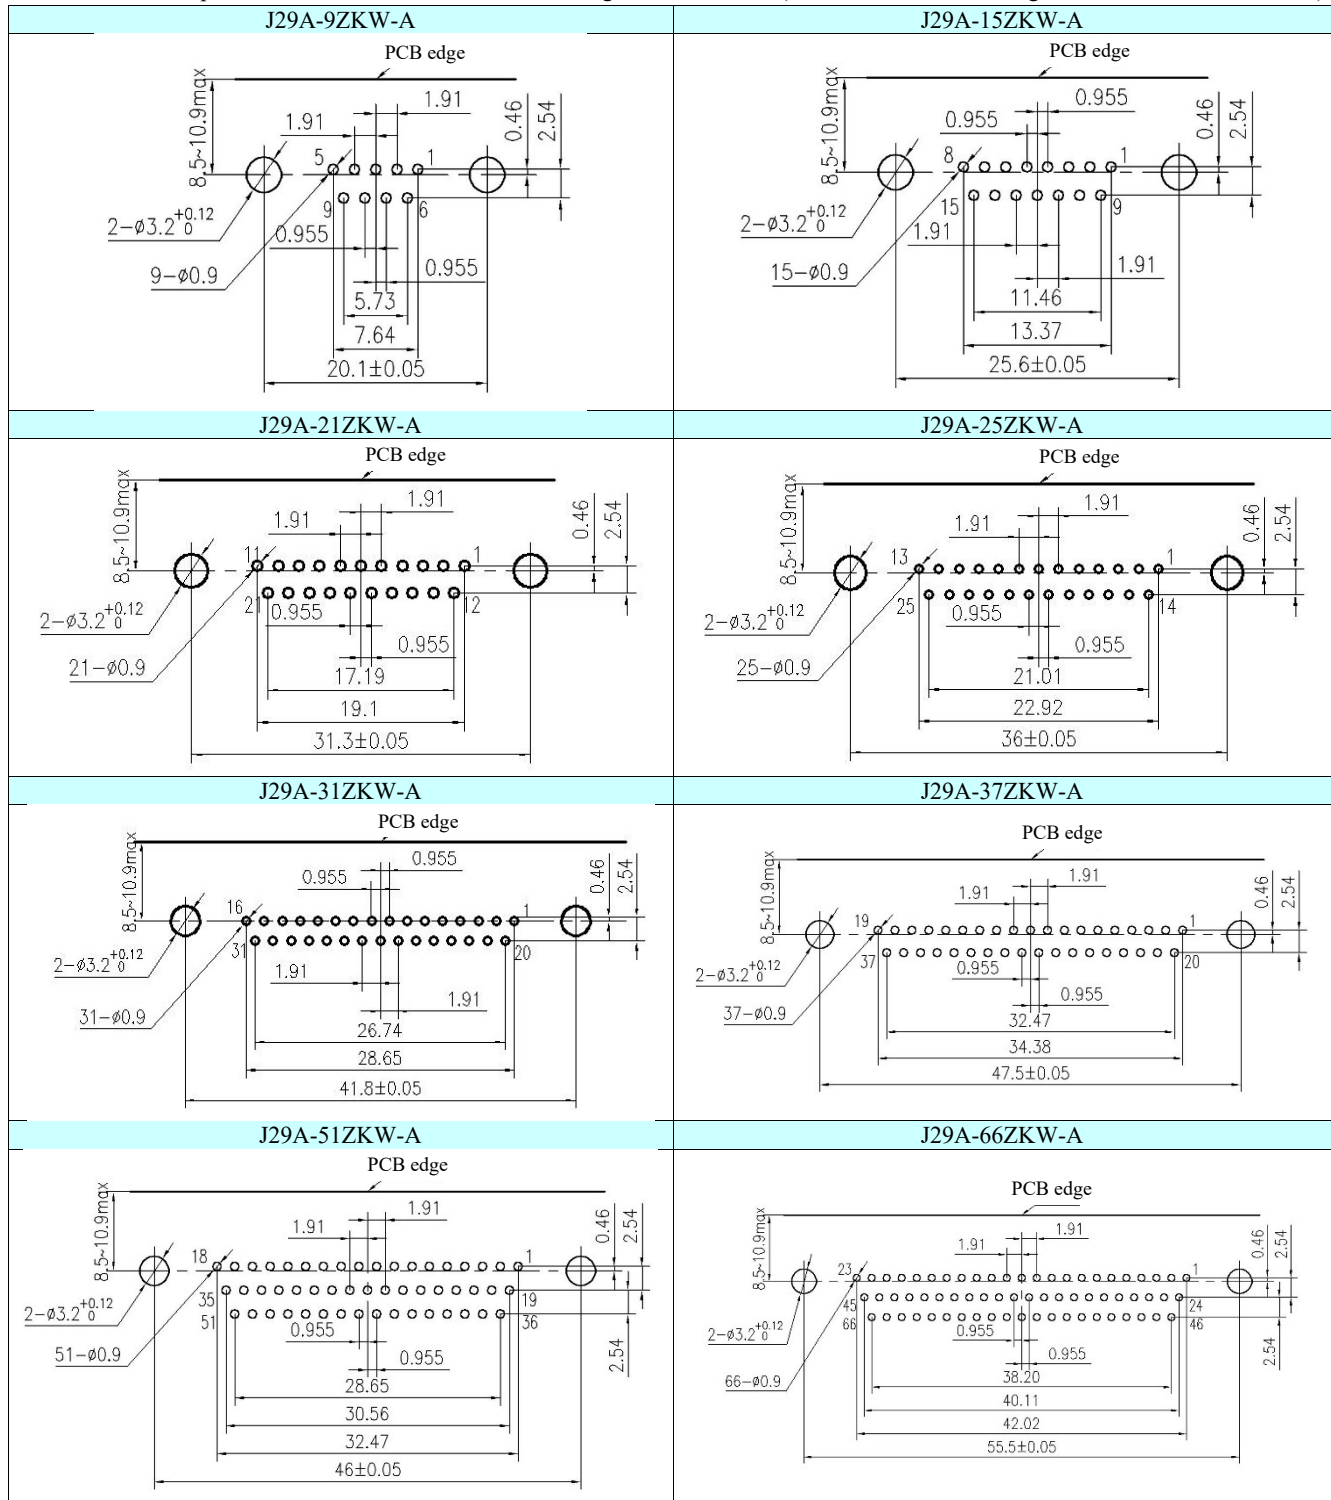 J29A-9ZKW-A
PCB edge
8.5~10.9max
1.91
1.91
0.46
2.54
5
1
9
6
2-ø3.2 +0.12 0
0.955
0.955
9-ø0.9
5.73
7.64
20.1±0.05
J29A-15ZKW-A
PCB edge
8.5~10.9max
0.955
0.955
0.46
2.54
8
1
15
9
2-ø3.2 +0.12 0
1.91
1.91
15-ø0.9
11.46
13.37
25.6±0.05
J29A-21ZKW-A
PCB edge
8.5~10.9max
1.91
1.91
0.46
2.54
11
1
21
12
2-ø3.2 +0.12 0
0.955
0.955
21-ø0.9
17.19
19.1
31.3±0.05
J29A-25ZKW-A
PCB edge
8.5~10.9max
1.91
1.91
0.46
2.54
13
1
25
14
2-ø3.2 +0.12 0
0.955
0.955
25-ø0.9
21.01
22.92
36±0.05
J29A-31ZKW-A
PCB edge
8.5~10.9max
0.955
0.955
0.46
2.54
16
1
31
20
2-ø3.2 +0.12 0
1.91
1.91
31-ø0.9
26.74
28.65
41.8±0.05
J29A-37ZKW-A
PCB edge
8.5~10.9max
1.91
1.91
0.46
2.54
19
1
37
20
2-ø3.2 +0.12 0
0.955
0.955
37-ø0.9
32.47
34.38
47.5±0.05
J29A-51ZKW-A
PCB edge
8.5~10.9max
1.91
1.91
0.46
2.54
18
1
35
19
51
36
2-ø3.2 +0.12 0
0.955
0.955
2.54
51-ø0.9
28.65
30.56
32.47
46±0.05
J29A-66ZKW-A
PCB edge
8.5~10.9max
1.91
1.91
0.46
2.54
23
1
45
24
66
46
2-ø3.2 +0.12 0
0.955
0.955
2.54
66-ø0.9
38.20
40.11
42.02
55.5±0.05